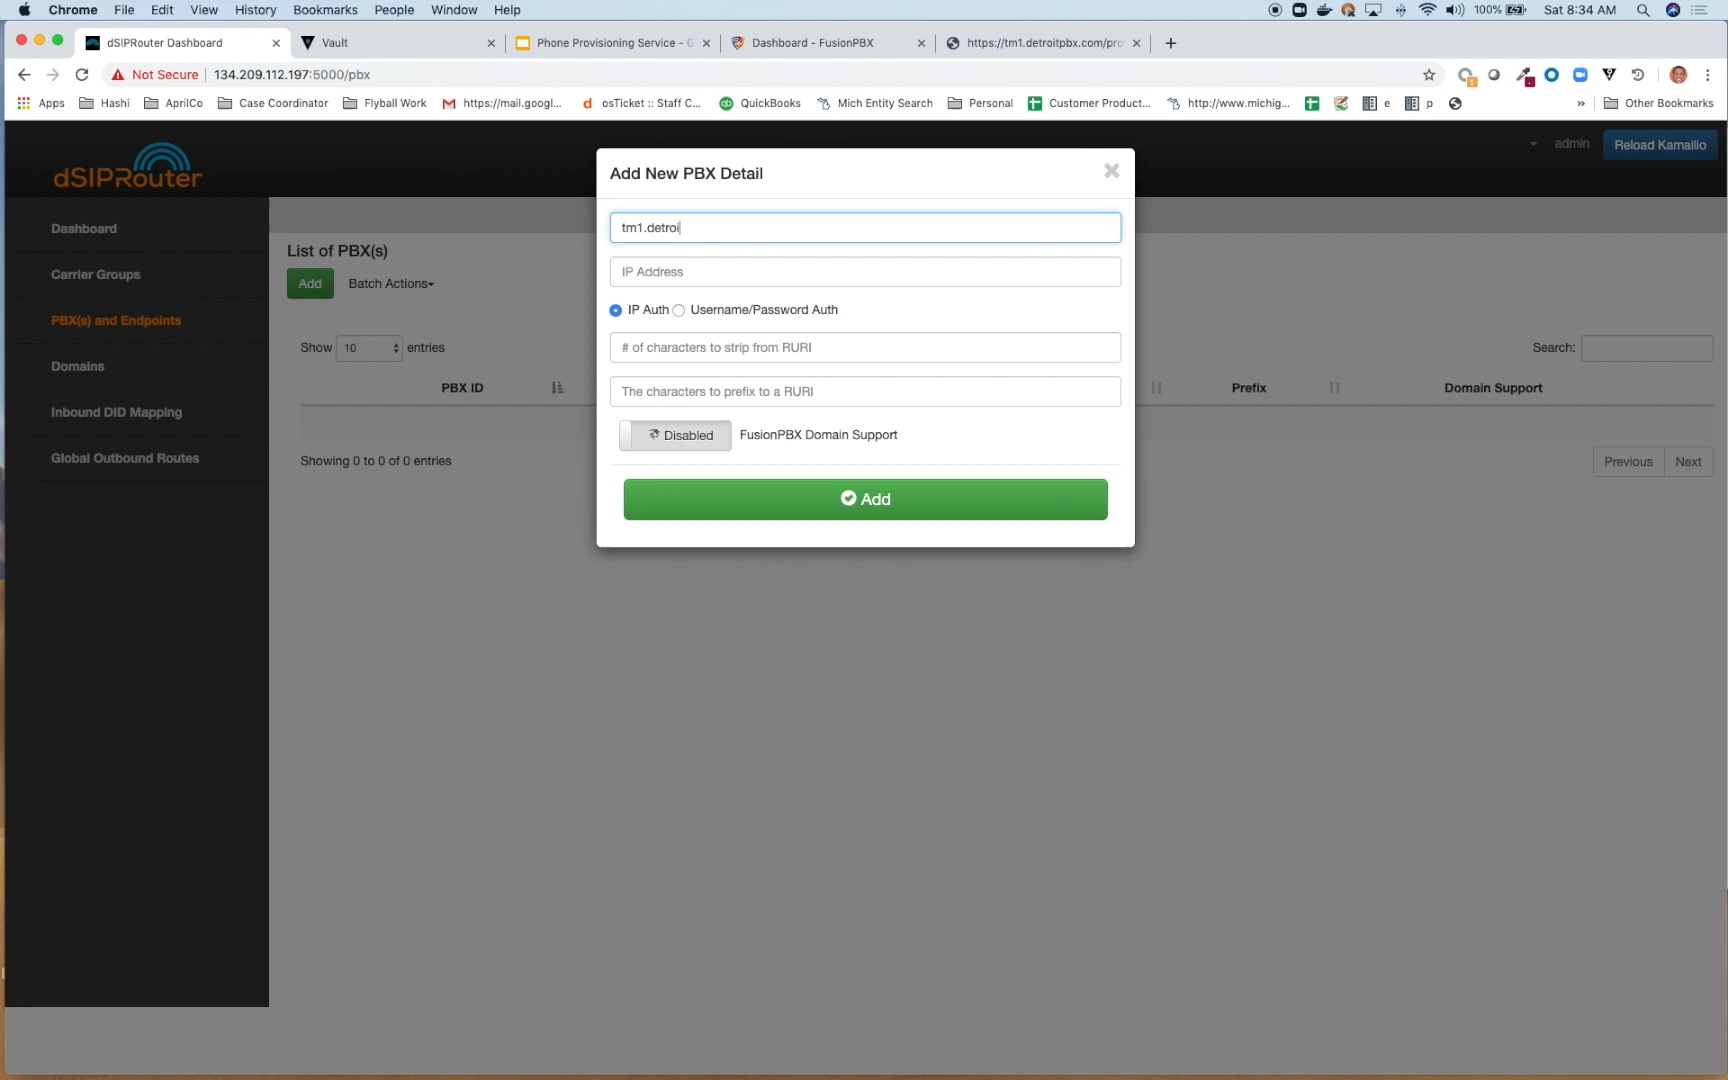 Chrome File Edit View History Bookmarks People Window Help 100% Sat 8:34 AM
dSIPRouter Dashboard Vault Phone Provisioning Service - G Dashboard - FusionPBX https://tm1.detroitpbx.com/pro
Not Secure 134.209.112.197:5000/pbx
Apps Hashi AprilCo Case Coordinator Flyball Work https://mail.googl... osTicket :: Staff C... QuickBooks Mich Entity Search Personal Customer Product... http://www.michig... e p » Other Bookmarks
dSIPRouter
admin
Reload Kamailio
Dashboard
Carrier Groups
PBX(s) and Endpoints
Domains
Inbound DID Mapping
Global Outbound Routes
List of PBX(s)
Add Batch Actions
Show 10 entries
Search:
PBX ID Prefix Domain Support
Showing 0 to 0 of 0 entries
Previous Next
Add New PBX Detail
tm1.detroi
IP Address
IP Auth Username/Password Auth
# of characters to strip from RURI
The characters to prefix to a RURI
Disabled FusionPBX Domain Support
Add